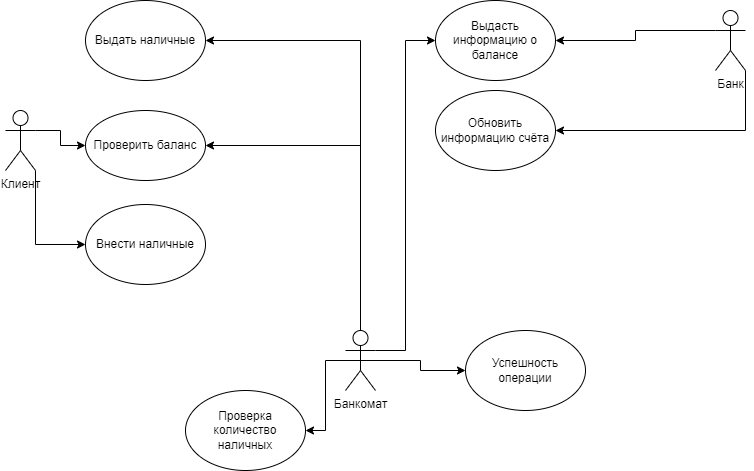 Выдать наличные
Выдасть
информацию о
балансе
Банк
Обновить
информацию счёта
Проверить баланс
Клиент
Внести наличные
Успешность
операции
Банкомат
Проверка
количество
наличных